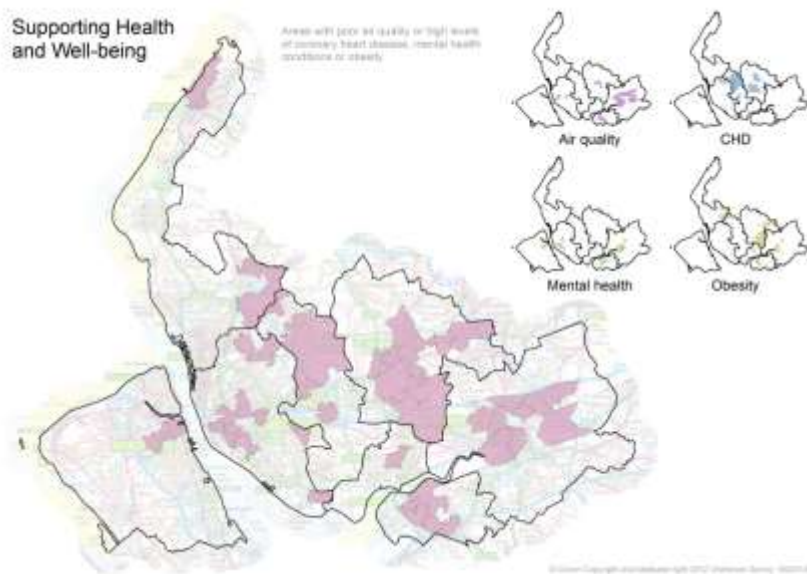 Supporting Health
and Well-being
Areas with poor air quality or high levels
of coronary heart disease, mental health
conditions or obesity
Air quality
CHD
Mental health
Obesity